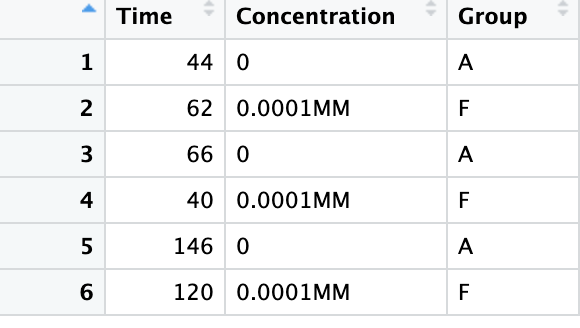 Time Concentration Group
1 44 0 A
2 62 0.0001MM F
3 66 0 A
4 40 0.0001MM F
5 146 0 A
6 120 0.0001MM F